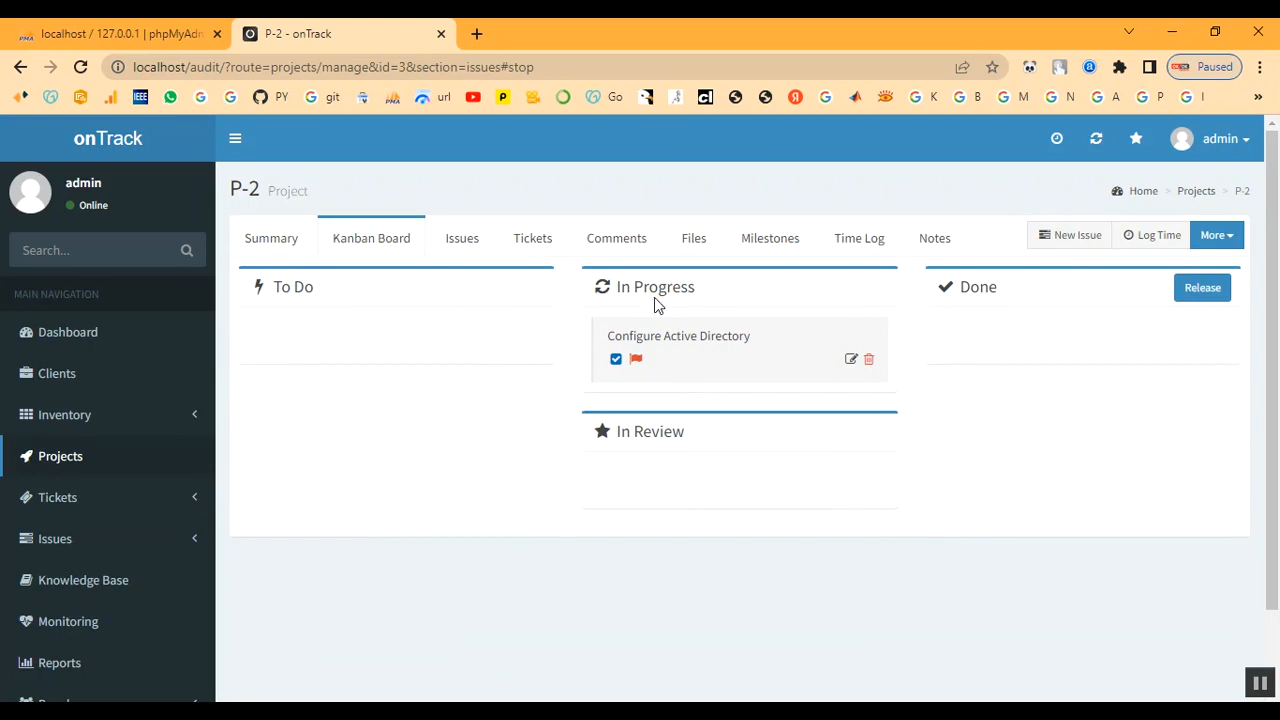 localhost / 127.0.0.1 | phpMyAdn
P-2 - onTrack
localhost/audit/?route=projects/manage&id=3&section=issues#stop
Paused
IEEE
PY
git
PMA
url
Go
K
B
M
N
A
P
I
onTrack
admin
admin
Online
Search...
MAIN NAVIGATION
Dashboard
Clients
Inventory
Projects
Tickets
Issues
Knowledge Base
Monitoring
Reports
P-2 Project
Home > Projects > P-2
Summary
Kanban Board
Issues
Tickets
Comments
Files
Milestones
Time Log
Notes
New Issue
Log Time
More
To Do
In Progress
Configure Active Directory
In Review
Done
Release